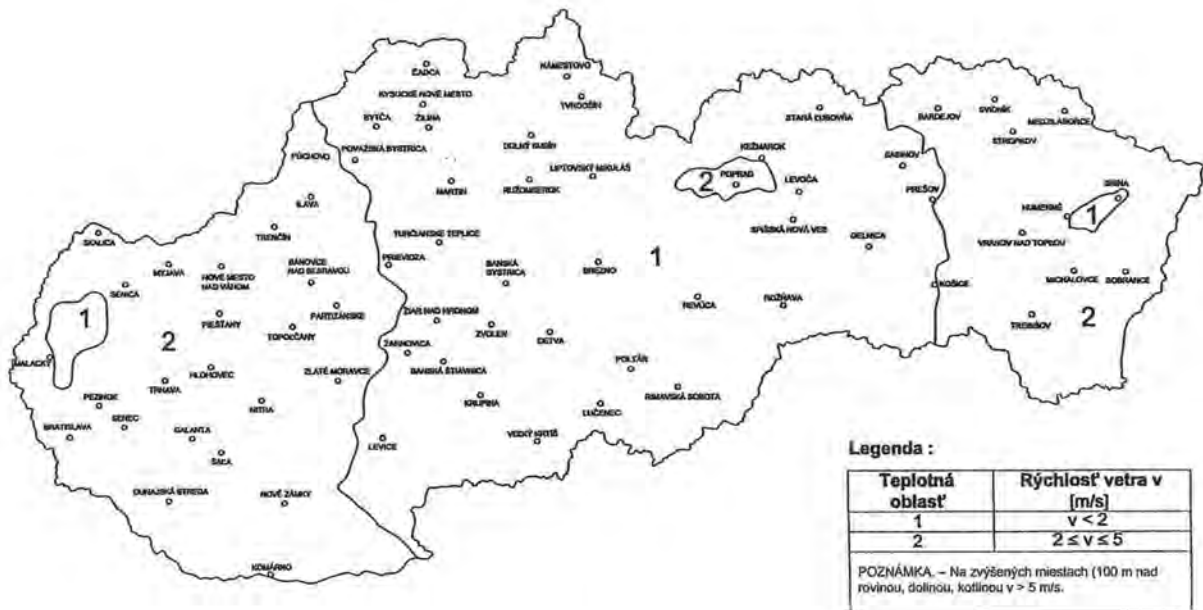 ČADCA
NÁMESTOVO
KYSUCKÉ NOVÉ MESTO
TVRDOŠÍN
BYTČA
ŽILINA
STARÁ ĽUBOVŇA
BARDEJOV
SVIDNÍK
MEDZILABORCE
STROPKOV
PÚCHOVO
POVAŽSKÁ BYSTRICA
DOLNÝ KUBÍN
LIPTOVSKÝ MIKULÁŠ
KEŽMAROK
SABINOV
MARTIN
RUŽOMBEROK
2
POPRAD
LEVOČA
PREŠOV
SNINA
ILAVA
HUMENNÉ
1
SKALICA
TRENČÍN
TURČIANSKE TEPLICE
SPIŠSKÁ NOVÁ VES
GELNICA
VRANOV NAD TOPĽOU
MYJAVA
NOVÉ MESTO
NAD VÁHOM
BÁNOVCE
NAD BEBRAVOU
PRIEVIDZA
BANSKÁ
BYSTRICA
BREZNO
1
MICHALOVCE
SOBRANCE
SENICA
KOŠICE
1
PIEŠŤANY
PARTIZÁNSKE
ŽIAR NAD HRONOM
REVÚCA
ROŽŇAVA
2
TOPOĽČANY
ZVOLEN
DETVA
TREBIŠOV
2
MALACKY
ŽARNOVICA
HLOHOVEC
ZLATÉ MORAVCE
BANSKÁ ŠTIAVNICA
POLTÁR
TRNAVA
PEZINOK
NITRA
KRUPINA
RIMAVSKÁ SOBOTA
BRATISLAVA
SENEC
GALANTA
LEVICE
VEĽKÝ KRTÍŠ
LUČENEC
ŠAĽA
DUNAJSKÁ STREDA
NOVÉ ZÁMKY
KOMÁRNO
Legenda :
Teplotná
oblasť
Rýchlosť vetra v
[m/s]
1
v < 2
2
2 ≤ v ≤ 5
POZNÁMKA. – Na zvýšených miestach (100 m nad
rovinou, dolinou, kotlinou v > 5 m/s.